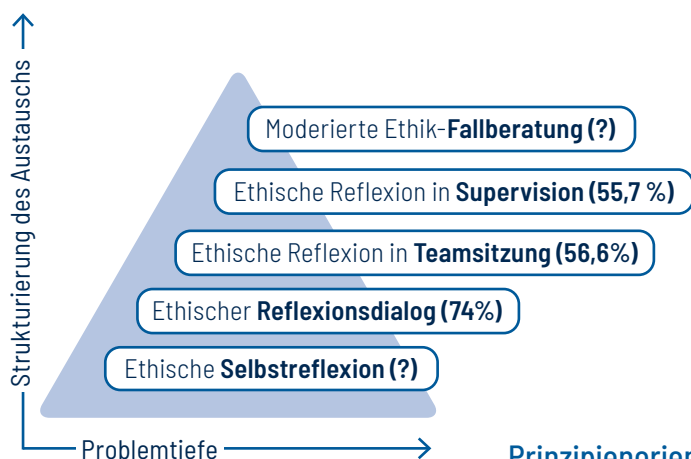 Strukturierung des Austauschs
Moderierte Ethik-Fallberatung (?)
Ethische Reflexion in Supervision (55,7 %)
Ethische Reflexion in Teamsitzung (56,6%)
Ethischer Reflexionsdialog (74%)
Ethische Selbstreflexion (?)
Problemtiefe